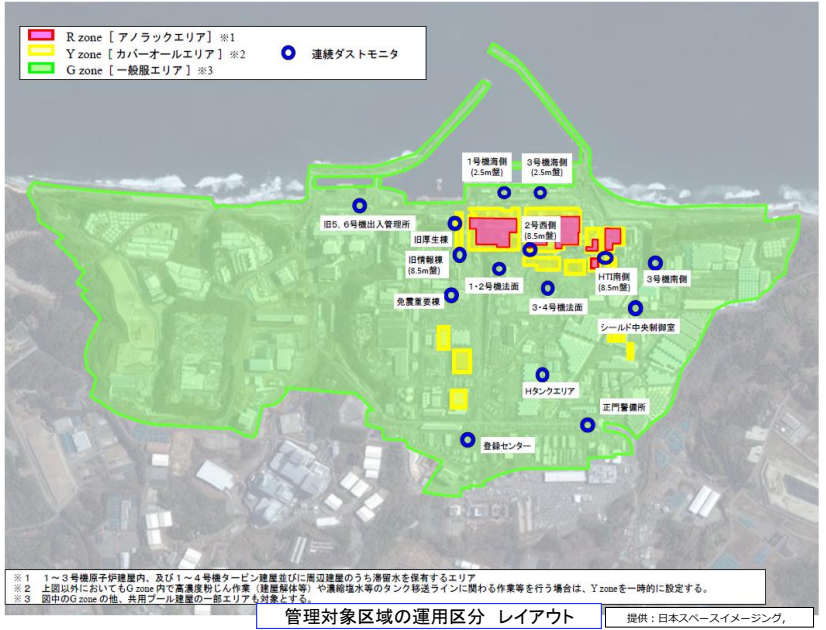 R zone [ アノラックエリア] ※1
Y zone [ カバーオールエリア] ※2
G zone [ 一般服エリア] ※3
連続ダストモニタ
1号機海側
(2.5m盤)
3号機海側
(2.5m盤)
旧5，6号機出入管理所
旧厚生棟
2号西側
(8.5m盤)
旧情報棟
(8.5m盤)
1・2号機法面
HTI南側
(8.5m盤)
3号機南側
免震重要棟
3・4号機法面
シールド中央制御室
Hタンクエリア
正門警備所
登録センター
※１　１～３号機原子炉建屋内、及び１～４号機タービン建屋並びに周辺建屋のうち滞留水を保有するエリア
※２　上図以外においてもG zone 内で高濃度粉じん作業（建屋解体等）や濃縮塩水等のタンク移送ラインに関わる作業等を行う場合は、Y zoneを一時的に設定する。
※３　図中のG zone の他、共用プール建屋の一部エリアも対象とする。
管理対象区域の運用区分　レイアウト
提供：日本スペースイメージング，